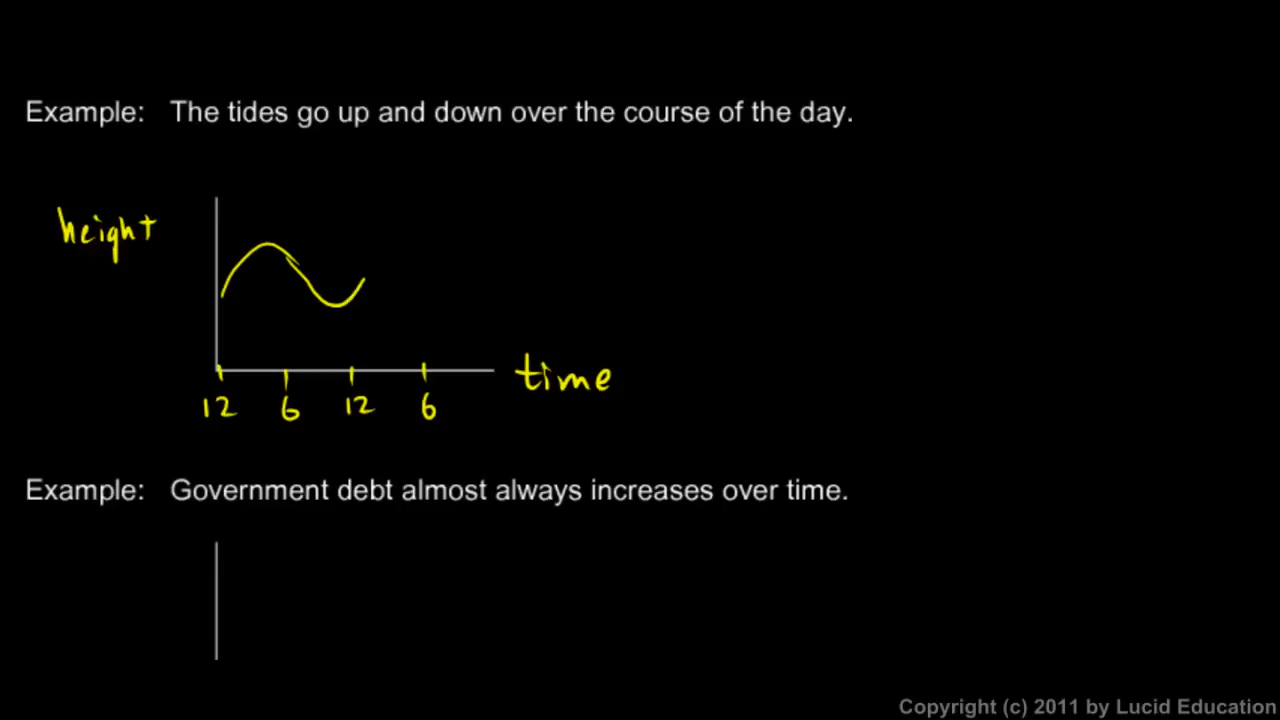 Example: The tides go up and down over the course of the day.
height
time
12 6 12 6
Example: Government debt almost always increases over time.
Copyright (c) 2011 by Lucid Education